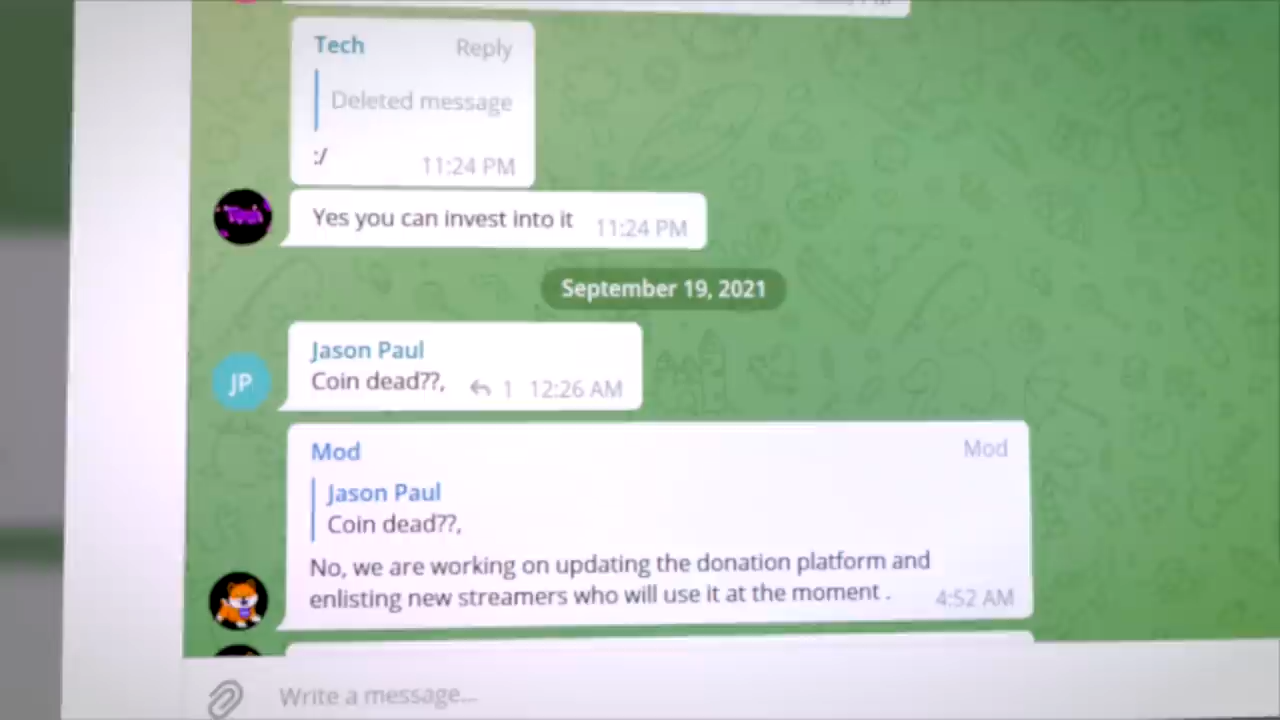 Tech Reply
Deleted message
:/ 11:24 PM
Yes you can invest into it 11:24 PM
September 19, 2021
Jason Paul
JP
Coin dead??, 1 12:26 AM
Mod Mod
Jason Paul
Coin dead??,
No, we are working on updating the donation platform and
enlisting new streamers who will use it at the moment . 4:52 AM
Write a message...